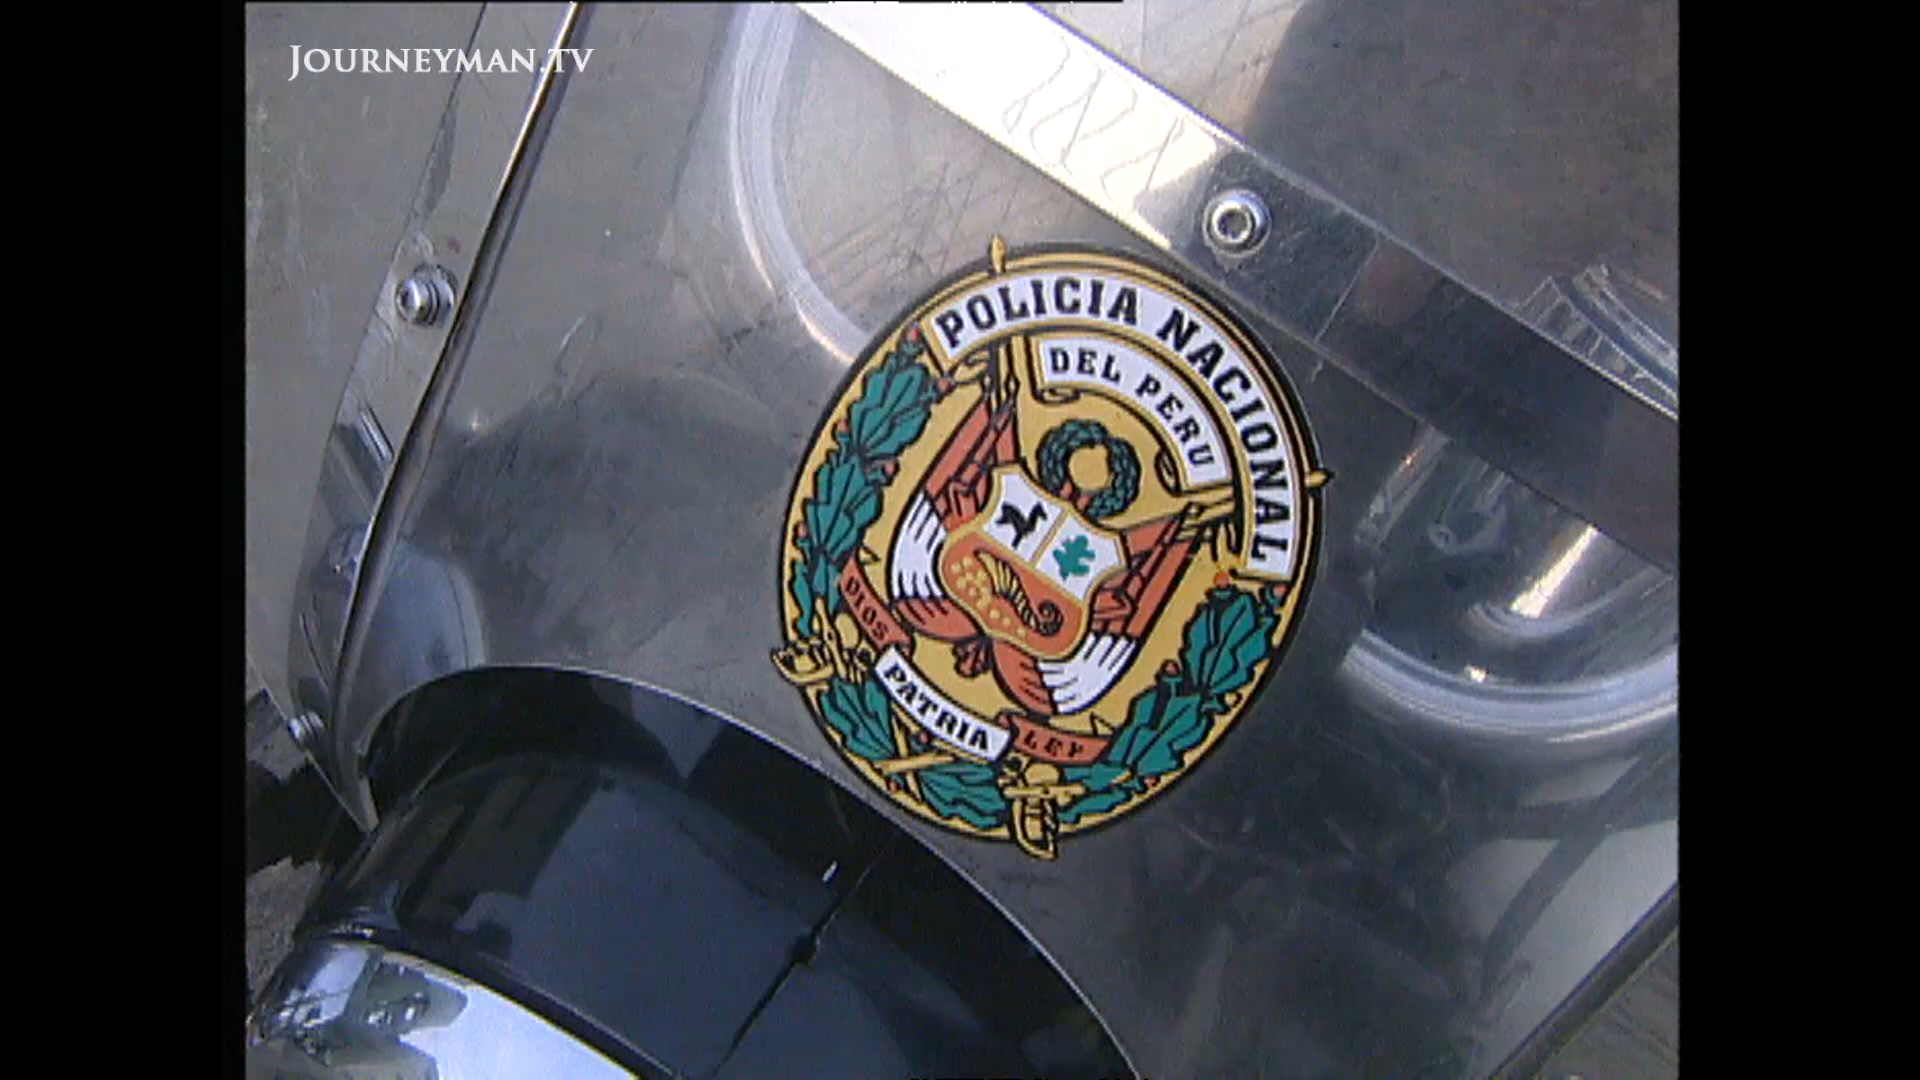 JOURNEYMAN.TV
POLICIA NACIONAL
DEL PERU
DIOS
PATRIA
LEY